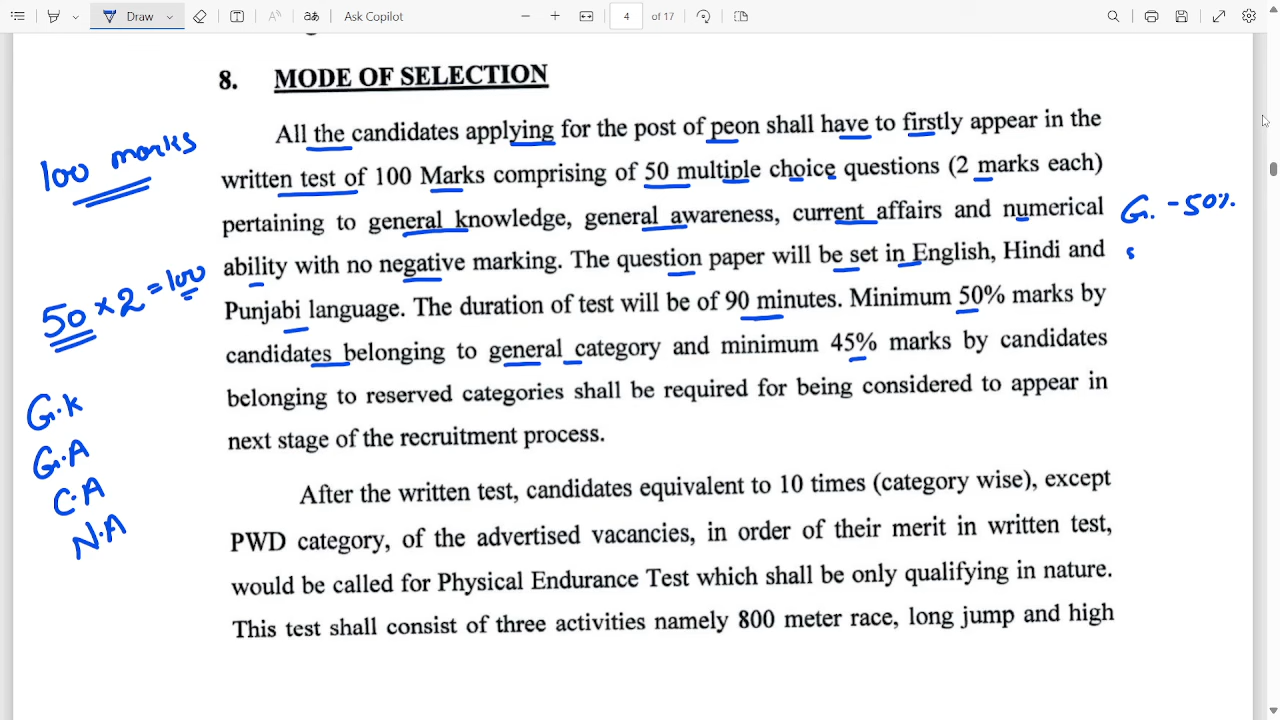 Draw
Ask Copilot
4 of 17
8. MODE OF SELECTION
All the candidates applying for the post of peon shall have to firstly appear in the
written test of 100 Marks comprising of 50 multiple choice questions (2 marks each)
pertaining to general knowledge, general awareness, current affairs and numerical
ability with no negative marking. The question paper will be set in English, Hindi and
Punjabi language. The duration of test will be of 90 minutes. Minimum 50% marks by
candidates belonging to general category and minimum 45% marks by candidates
belonging to reserved categories shall be required for being considered to appear in
next stage of the recruitment process.
After the written test, candidates equivalent to 10 times (category wise), except
PWD category, of the advertised vacancies, in order of their merit in written test,
would be called for Physical Endurance Test which shall be only qualifying in nature.
This test shall consist of three activities namely 800 meter race, long jump and high
100 marks
50 × 2 = 100
G.K
G.A
C.A
N.A
G. - 50%.